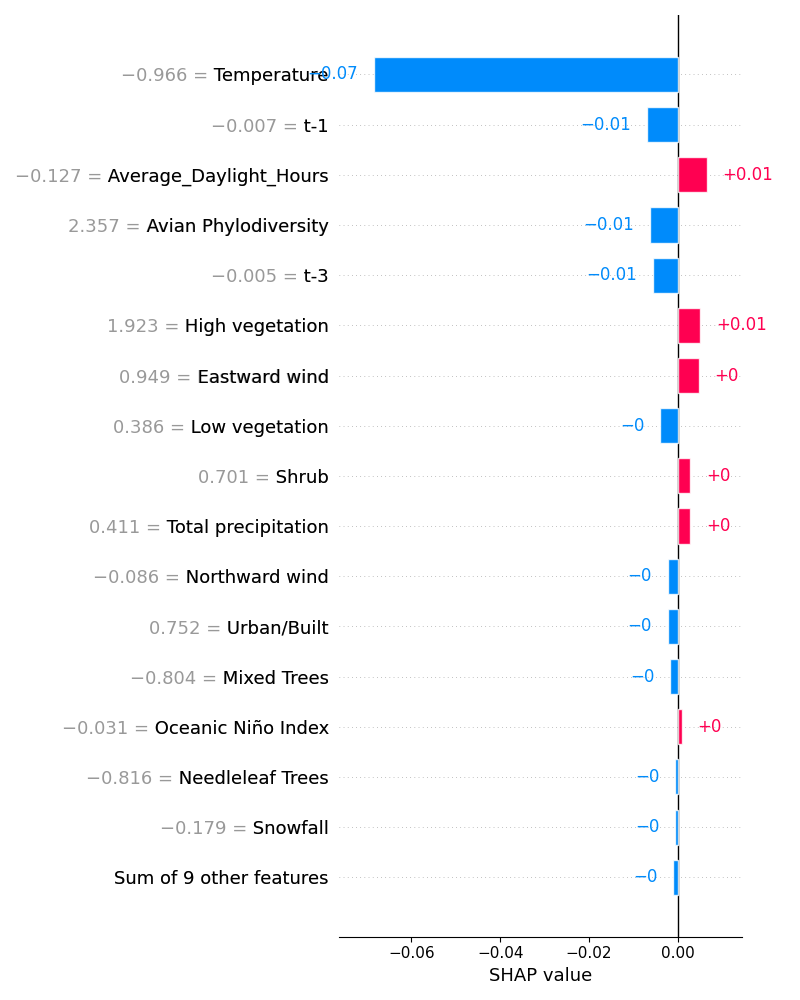 −0.966 = Temperature −0.07
−0.007 = t-1 −0.01
−0.127 = Average_Daylight_Hours +0.01
2.357 = Avian Phylodiversity −0.01
−0.005 = t-3 −0.01
1.923 = High vegetation +0.01
0.949 = Eastward wind +0
0.386 = Low vegetation −0
0.701 = Shrub +0
0.411 = Total precipitation +0
−0.086 = Northward wind −0
0.752 = Urban/Built −0
−0.804 = Mixed Trees −0
−0.031 = Oceanic Niño Index +0
−0.816 = Needleleaf Trees −0
−0.179 = Snowfall −0
Sum of 9 other features −0
−0.06 −0.04 −0.02 0.00
SHAP value